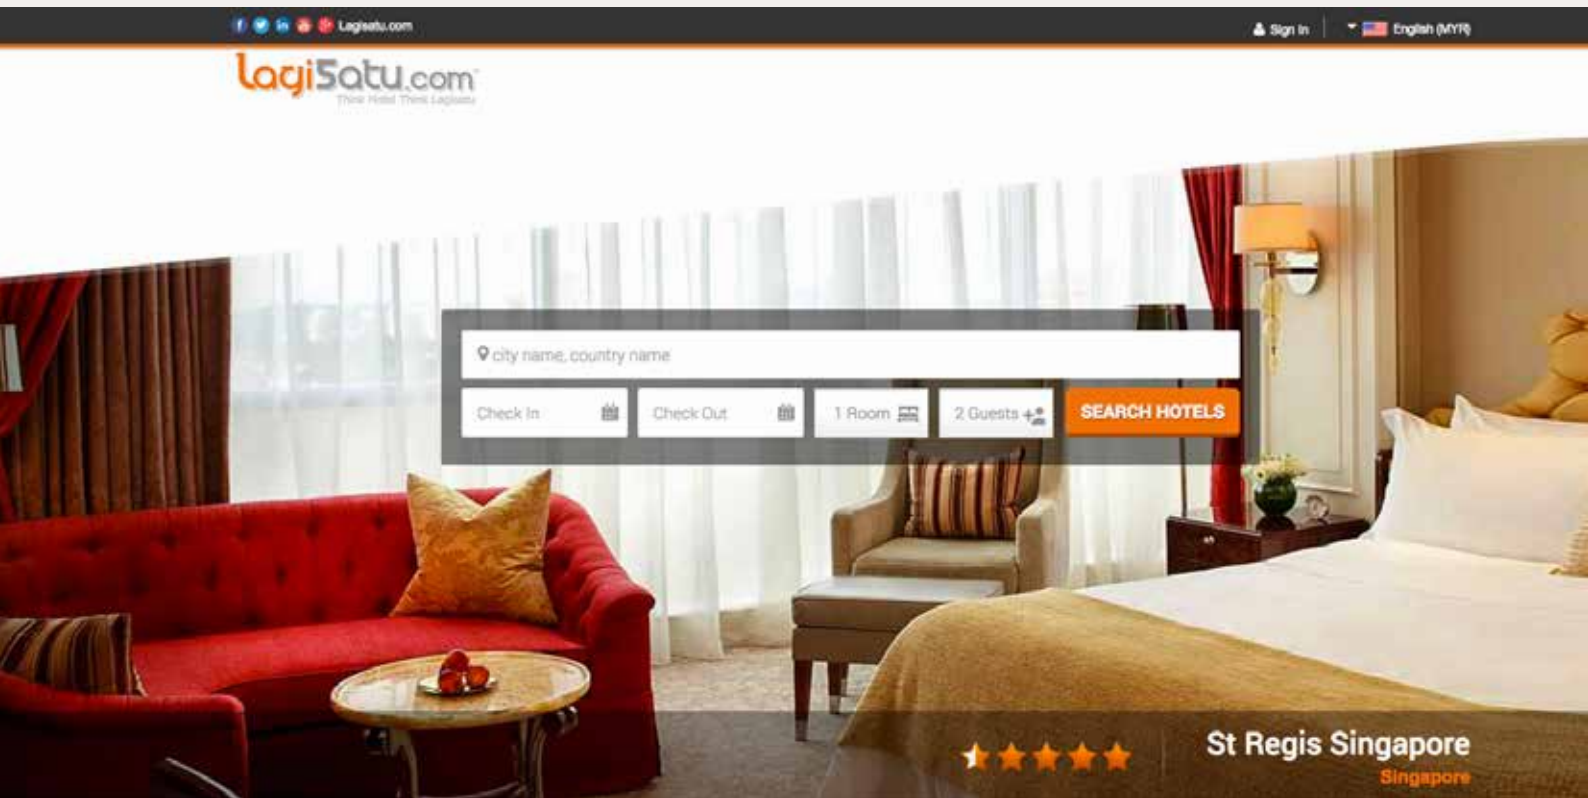 Lagisatu.com
Sign In
English (MYR)
LagiSatu.com
Think Hotel Think Lagisatu
city name, country name
Check In
Check Out
1 Room
2 Guests
SEARCH HOTELS
St Regis Singapore
Singapore